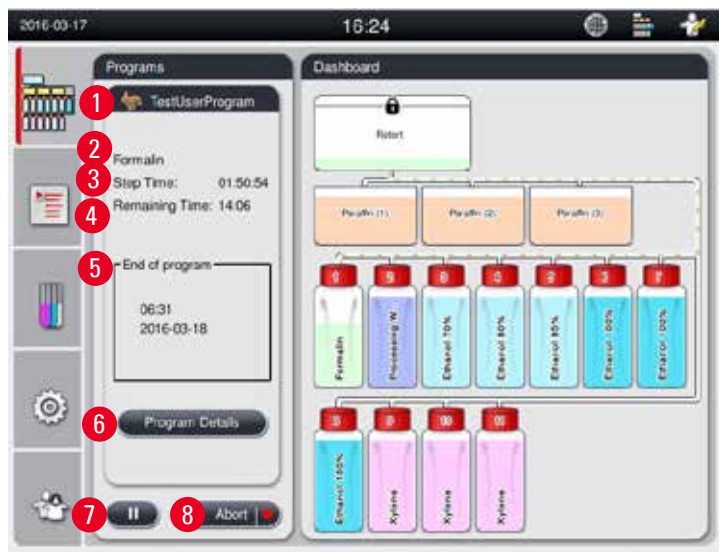 2016-03-17
16:24
Programs
Dashboard
1
TestUserProgram
2
Formalin
3
Step Time: 01:50:54
4
Remaining Time: 14:06
5
End of program
06:31
2016-03-18
6
Program Details
7
8
Abort
Retort
Paraffin (1)
Paraffin (2)
Paraffin (3)
Formalin
Processing W.
Ethanol 70%
Ethanol 80%
Ethanol 95%
Ethanol 100%
Ethanol 100%
Ethanol 100%
Xylene
Xylene
Xylene